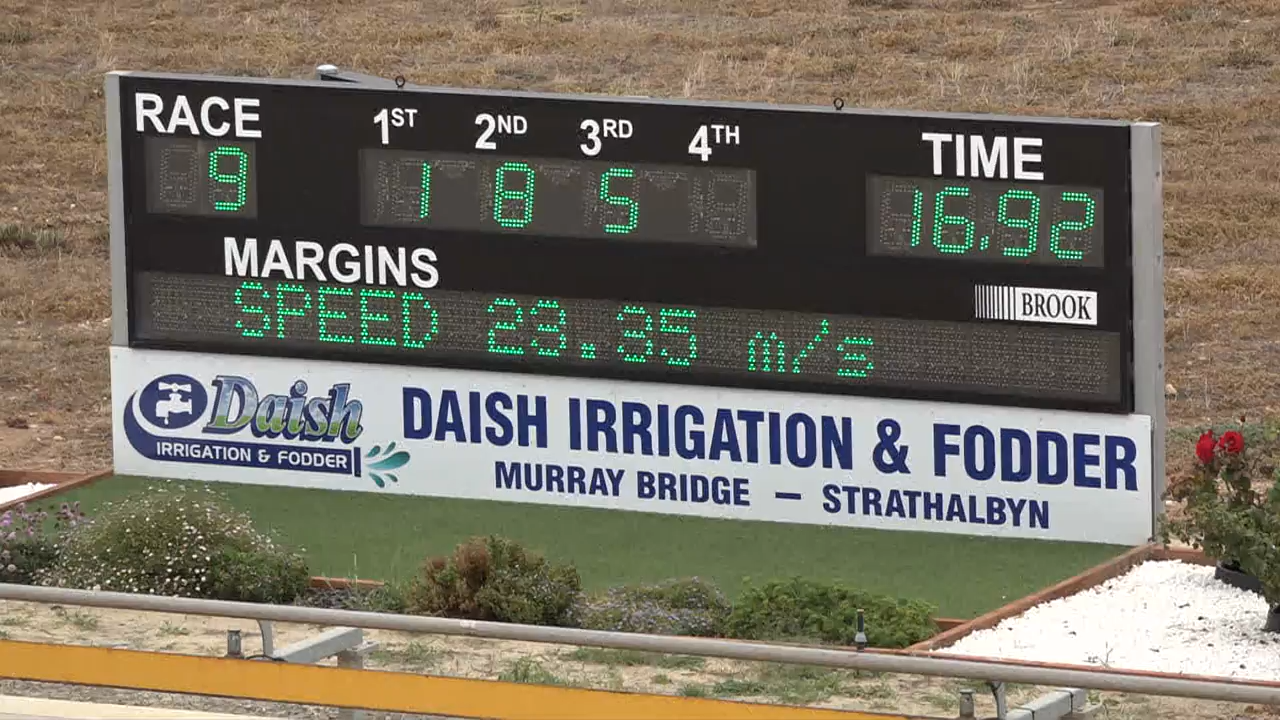 RACE 1ST 2ND 3RD 4TH TIME
9 1 8 5 16.92
MARGINS
BROOK
SPEED 23.35 m/s
Daish
IRRIGATION & FODDER
DAISH IRRIGATION & FODDER
MURRAY BRIDGE — STRATHALBYN